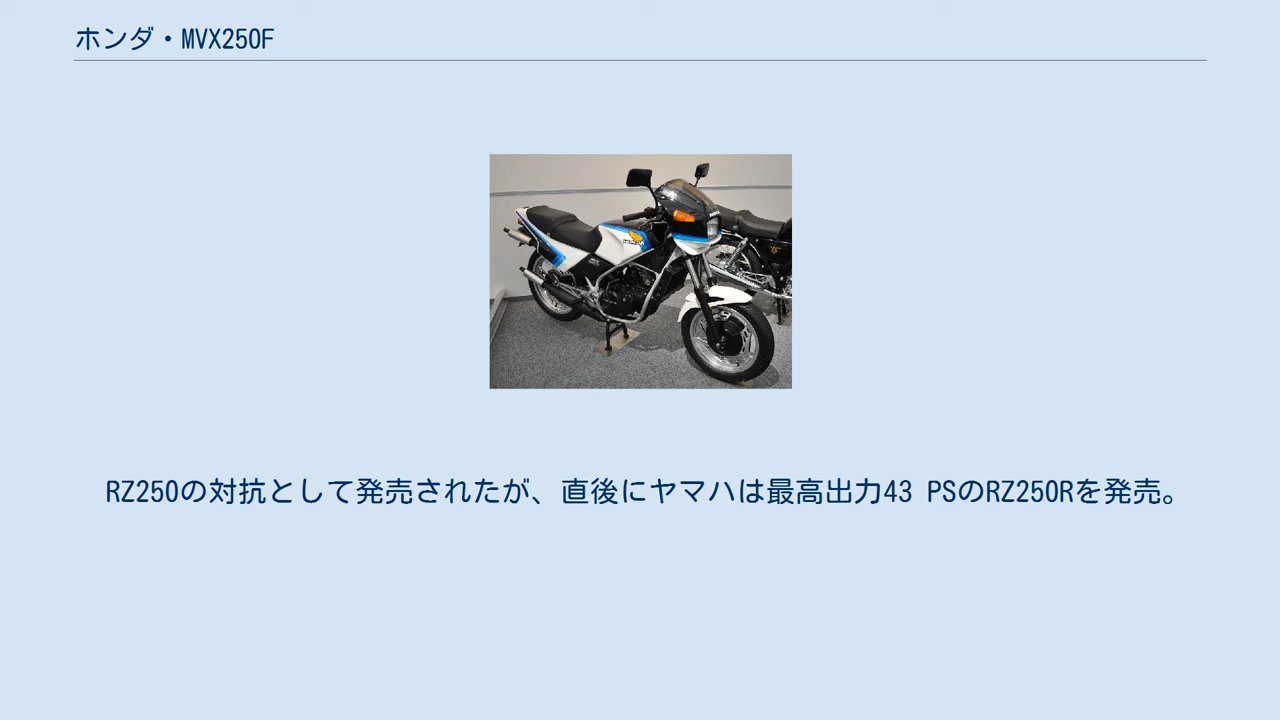 ホンダ・MVX250F
RZ250の対抗として発売されたが、直後にヤマハは最高出力43 PSのRZ250Rを発売。